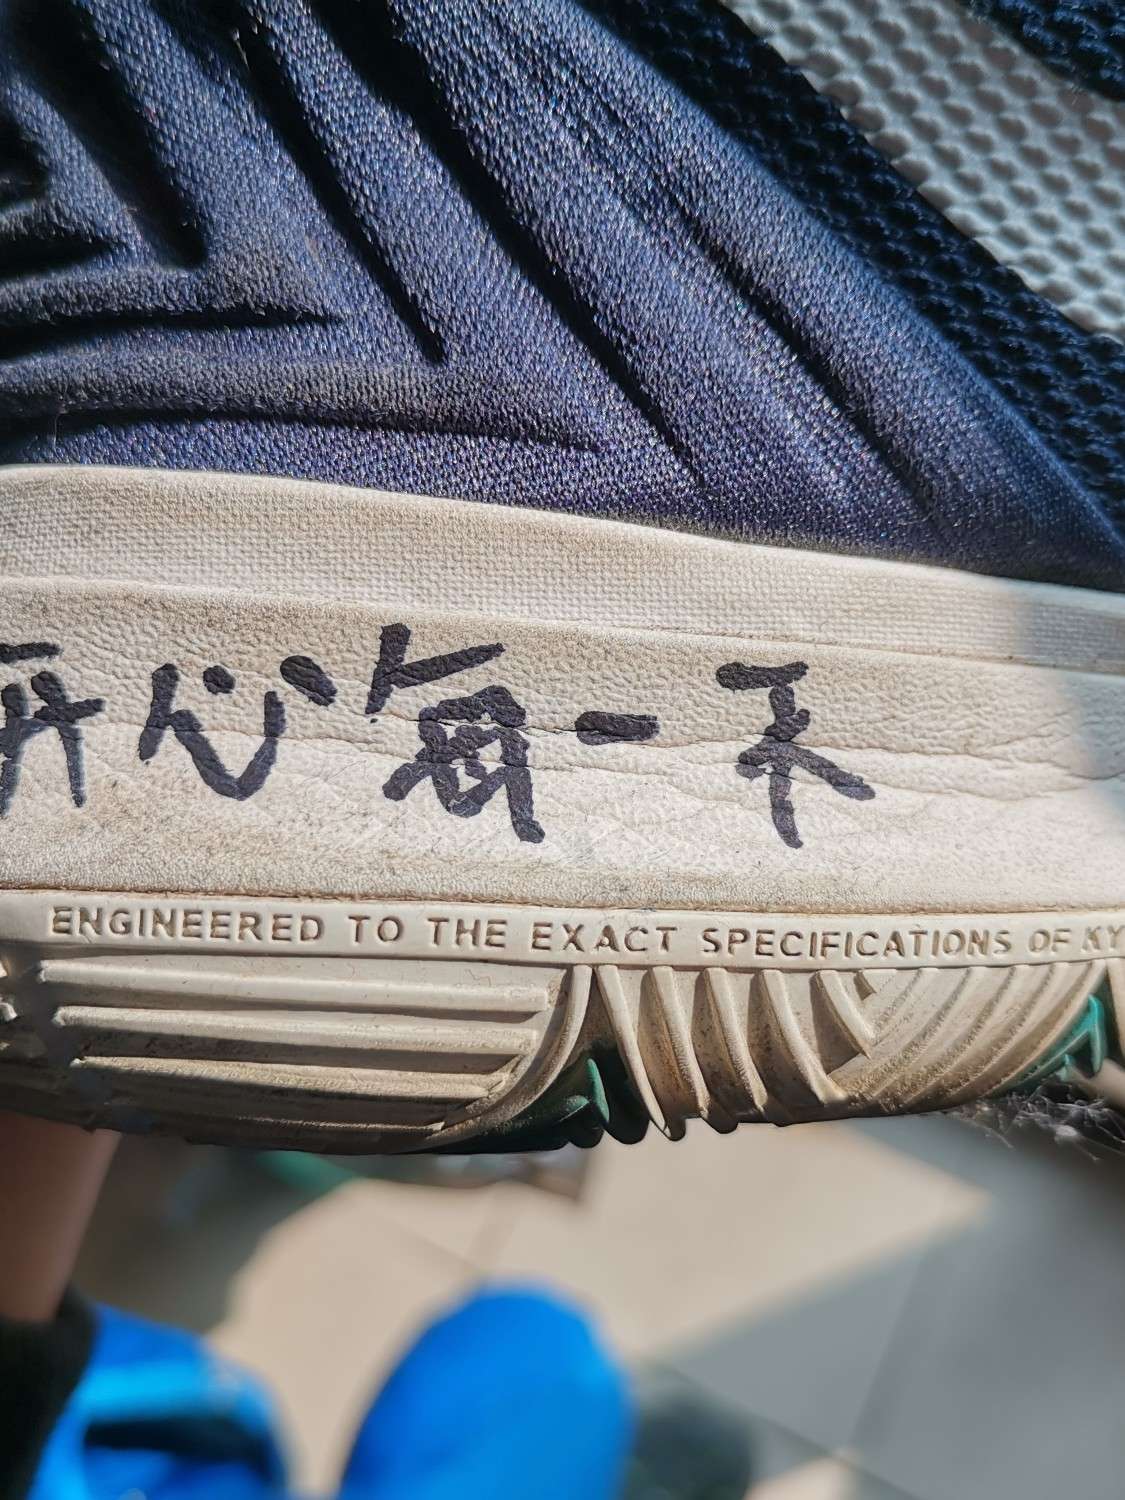 开心每一天
ENGINEERED TO THE EXACT SPECIFICATIONS OF KY